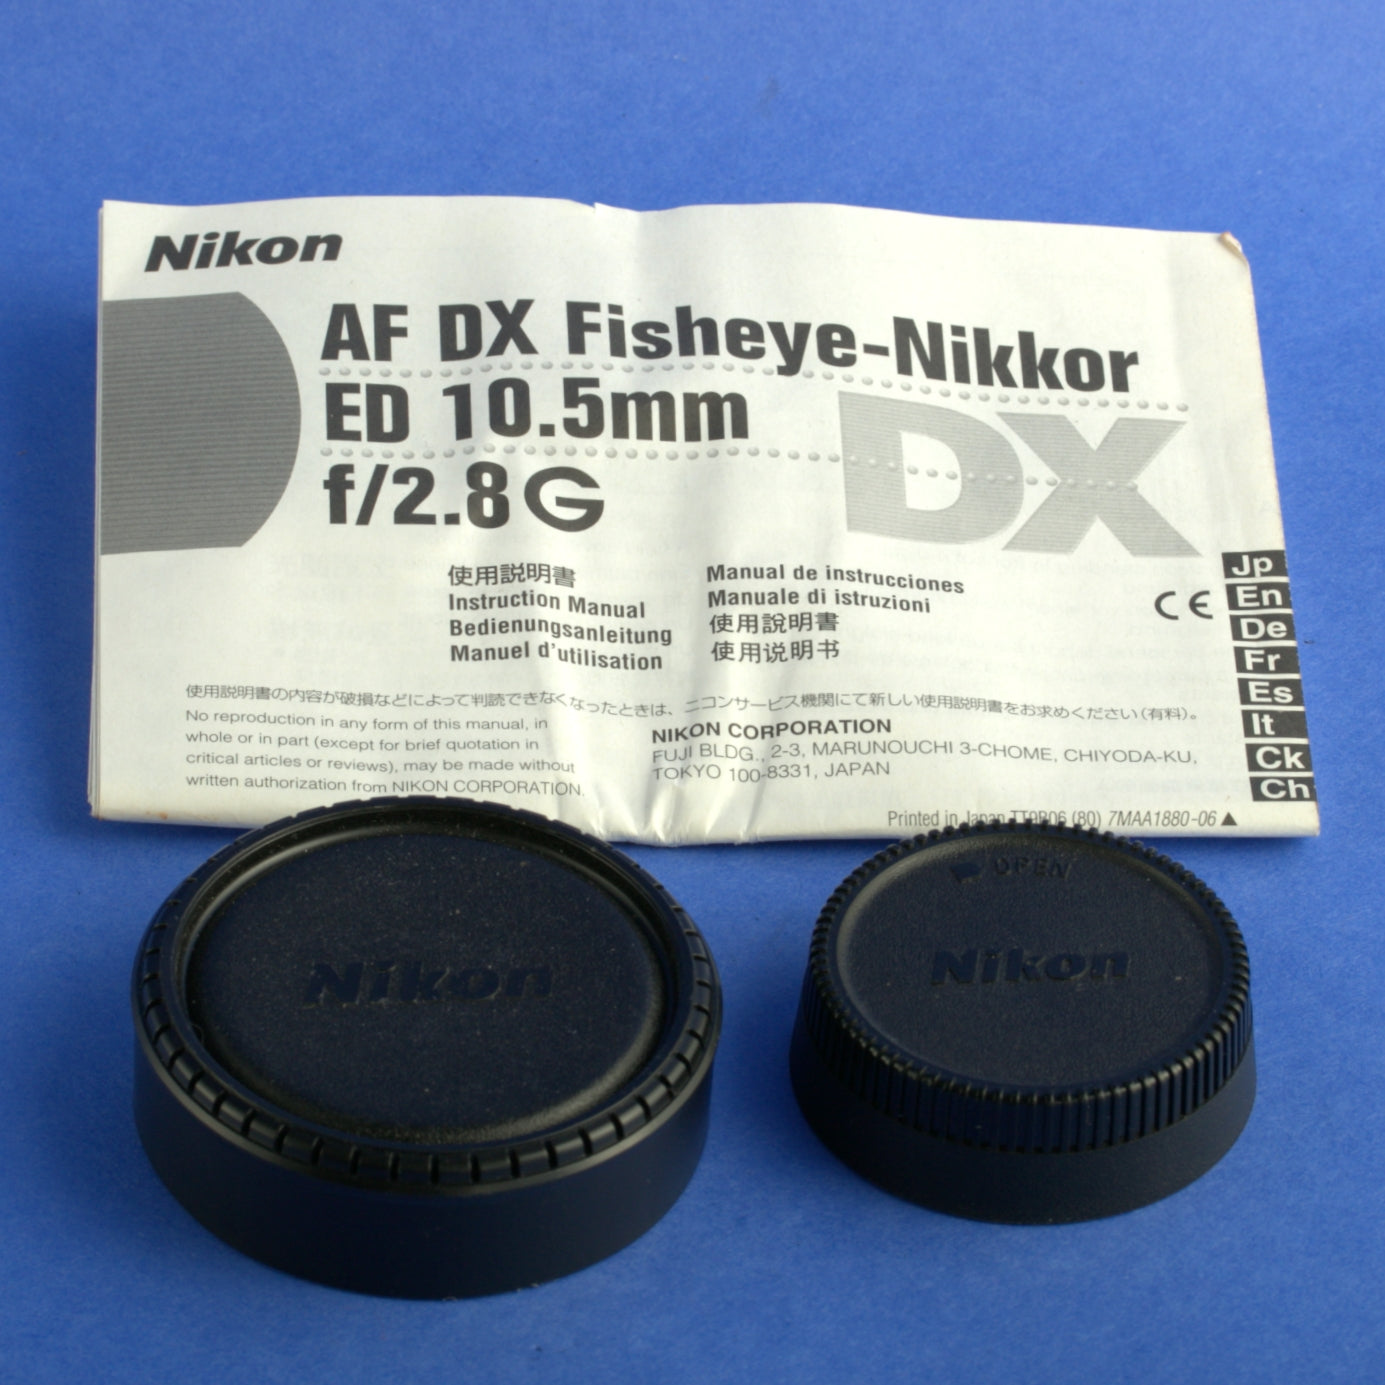 Nikon
AF DX Fisheye-Nikkor
ED 10.5mm
f/2.8G
DX
使用説明書
Instruction Manual
Bedienungsanleitung
Manuel d'utilisation
Manual de instrucciones
Manuale di istruzioni
使用說明書
使用说明书
CE
Jp
En
De
Fr
Es
It
Ck
Ch
使用説明書の内容が破損などによって判読できなくなったときは、ニコンサービス機関にて新しい使用説明書をお求めください(有料)。
No reproduction in any form of this manual, in
whole or in part (except for brief quotation in
critical articles or reviews), may be made without
written authorization from NIKON CORPORATION.
NIKON CORPORATION
FUJI BLDG., 2-3, MARUNOUCHI 3-CHOME, CHIYODA-KU,
TOKYO 100-8331, JAPAN
Printed in Japan TT9B06 (80) 7MAA1880-06 ▲
Nikon
OPEN
Nikon